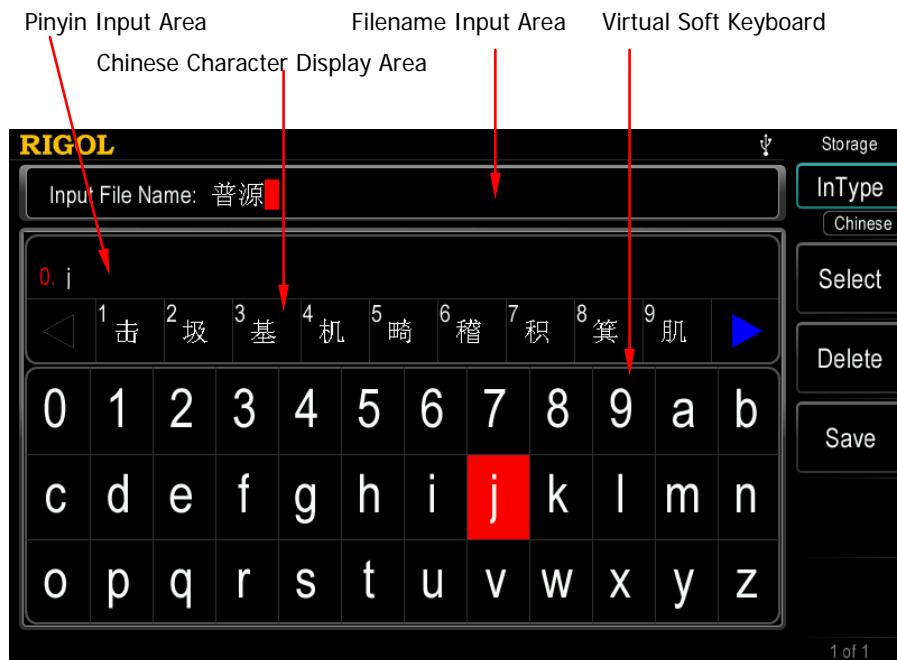 Pinyin Input Area Filename Input Area Virtual Soft Keyboard
Chinese Character Display Area
RIGOL Storage
Input File Name: 普源 InType
Chinese
0. j Select
1击 2圾 3基 4机 5畸 6稽 7积 8箕 9肌
Delete
0 1 2 3 4 5 6 7 8 9 a b
Save
c d e f g h i j k l m n
o p q r s t u v w x y z
1 of 1